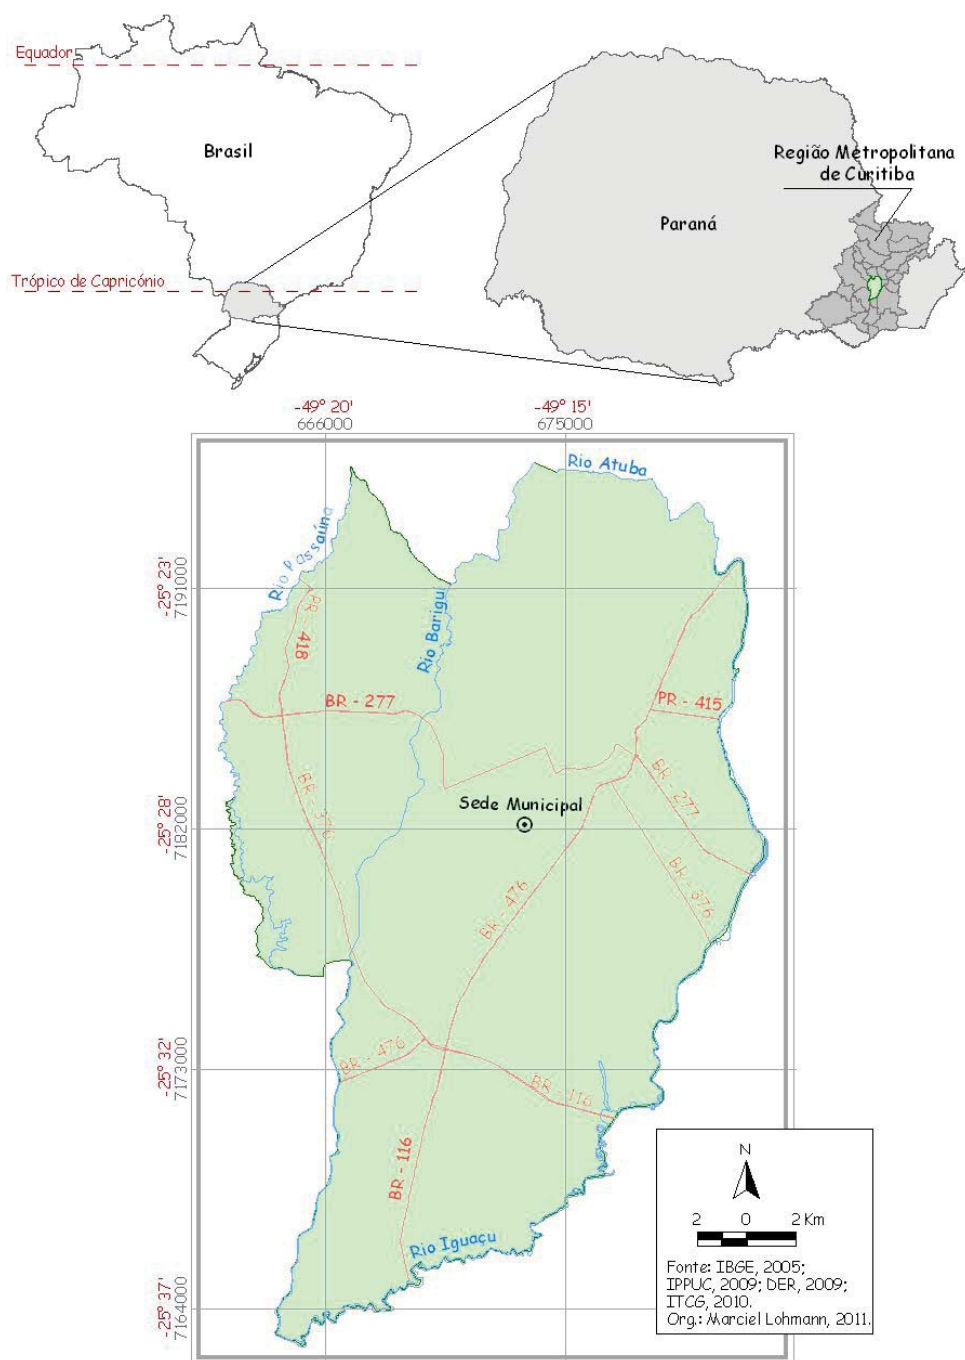 Equador
Brasil
Trópico de Capricónio
Região Metropolitana
de Curitiba
Paraná
-49° 20'
666000
-49° 15'
675000
Rio Atuba
Rio Passaúna
-25° 23'
7191000
PR - 418
Rio Barigui
BR - 277
PR - 415
BR - 376
BR - 277
Sede Municipal
-25° 28'
7182000
BR - 376
BR - 476
-25° 32'
7173000
BR - 476
BR - 116
BR - 116
Rio Iguaçu
-25° 37'
7164000
N
2 0 2 Km
Fonte: IBGE, 2005;
IPPUC, 2009; DER, 2009;
ITCG, 2010.
Org.: Marciel Lohmann, 2011.